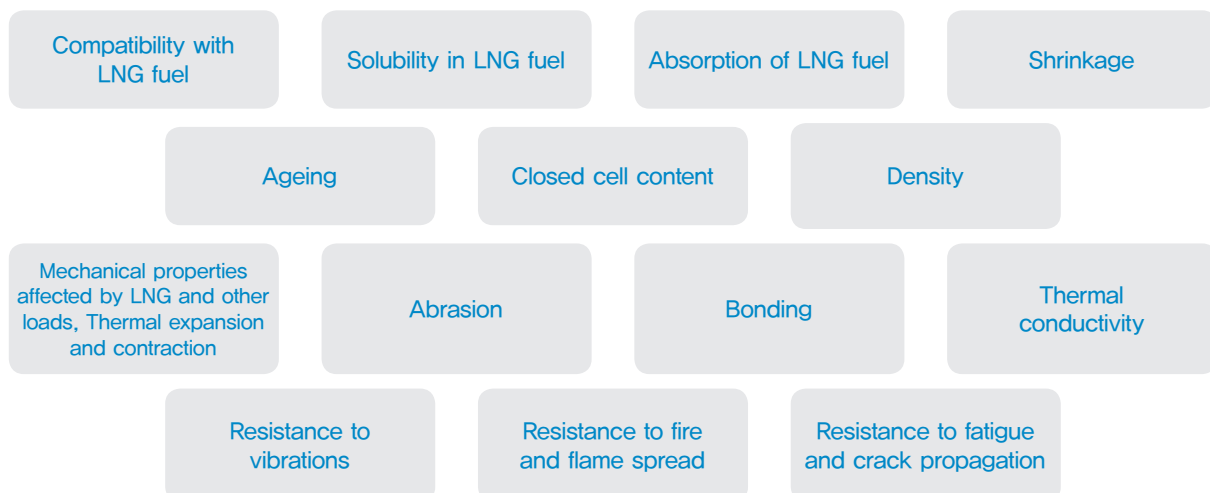 Compatibility with
LNG fuel
Solubility in LNG fuel
Absorption of LNG fuel
Shrinkage
Ageing
Closed cell content
Density
Mechanical properties
affected by LNG and other
loads, Thermal expansion
and contraction
Abrasion
Bonding
Thermal
conductivity
Resistance to
vibrations
Resistance to fire
and flame spread
Resistance to fatigue
and crack propagation